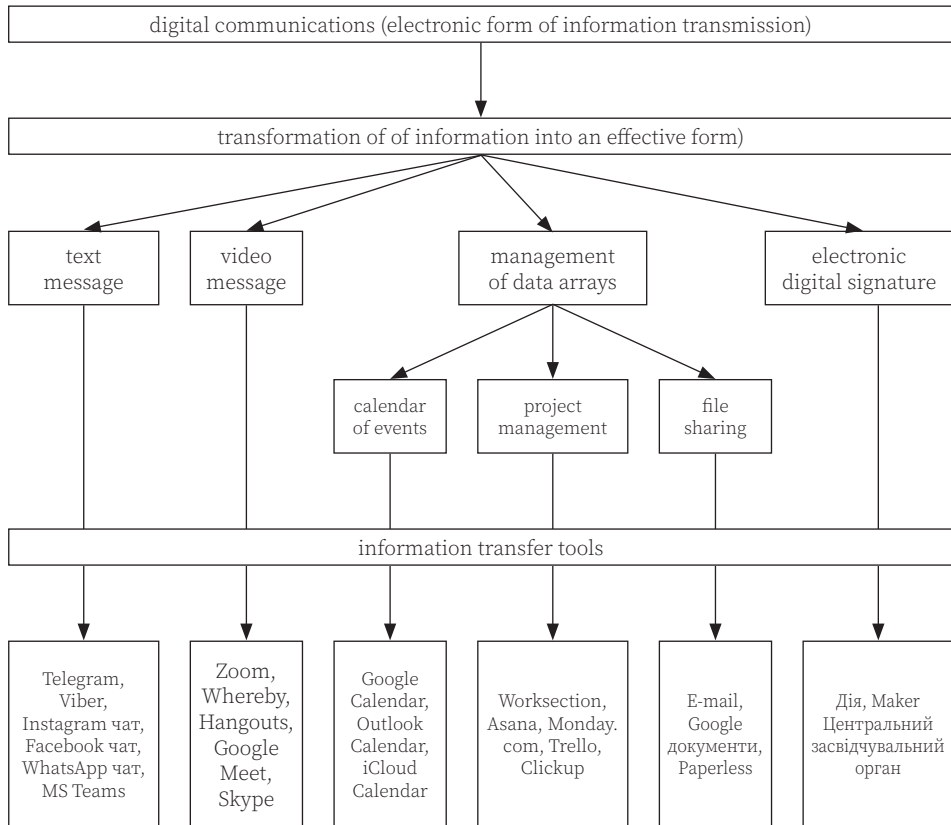 digital communications (electronic form of information transmission)
transformation of of information into an effective form)
text
message
video
message
management
of data arrays
electronic
digital signature
calendar
of events
project
management
file
sharing
information transfer tools
Telegram,
Viber,
Instagram чат,
Facebook чат,
WhatsApp чат,
MS Teams
Zoom,
Whereby,
Hangouts,
Google
Meet,
Skype
Google
Calendar,
Outlook
Calendar,
iCloud
Calendar
Worksection,
Asana, Monday.
com, Trello,
Clickup
E-mail,
Google
документи,
Paperless
Дія, Maker
Центральний
засвідчувальний
орган